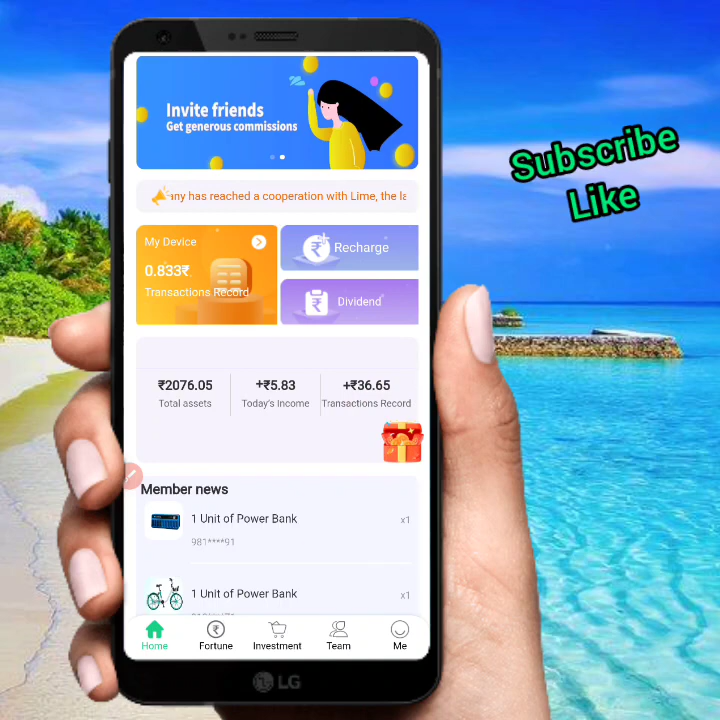 Invite friends
Get generous commissions
Subscribe
Like
any has reached a cooperation with Lime, the la
My Device
0.833₹
Transactions Record
Recharge
Dividend
₹2076.05
Total assets
+₹5.83
Today's Income
+₹36.65
Transactions Record
Member news
1 Unit of Power Bank
x1
981****91
1 Unit of Power Bank
x1
Home
Fortune
Investment
Team
Me
LG